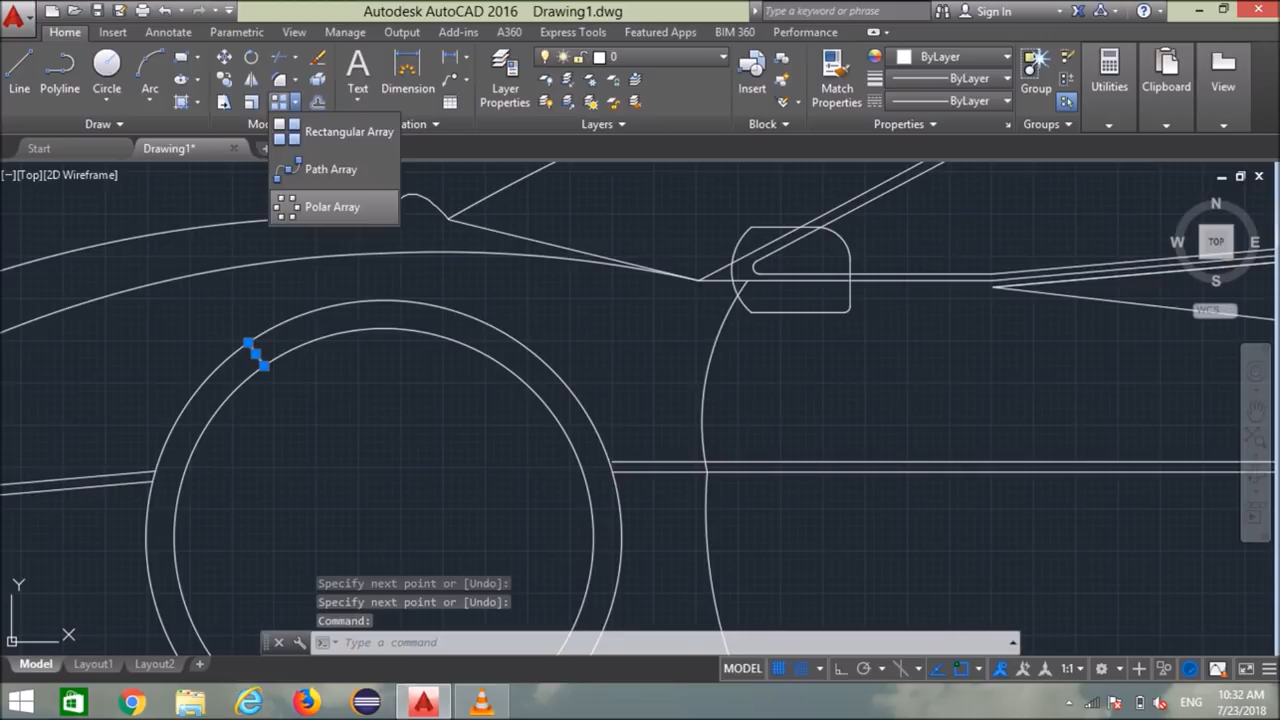 Autodesk AutoCAD 2016 Drawing1.dwg
Type a keyword or phrase
Sign In
Home Insert Annotate Parametric View Manage Output Add-ins A360 Express Tools Featured Apps BIM 360 Performance
Line Polyline Circle Arc
Text Dimension
Layer Properties
0
Insert
Match Properties
ByLayer
ByLayer
ByLayer
Group
Utilities Clipboard View
Draw
Layers
Block
Properties
Groups
Start Drawing1*
Rectangular Array
Path Array
Polar Array
[−][Top][2D Wireframe]
N
W TOP E
S
WCS
Specify next point or [Undo]:
Specify next point or [Undo]:
Command:
Type a command
Y
X
Model Layout1 Layout2
MODEL 1:1
ENG
10:32 AM
7/23/2018